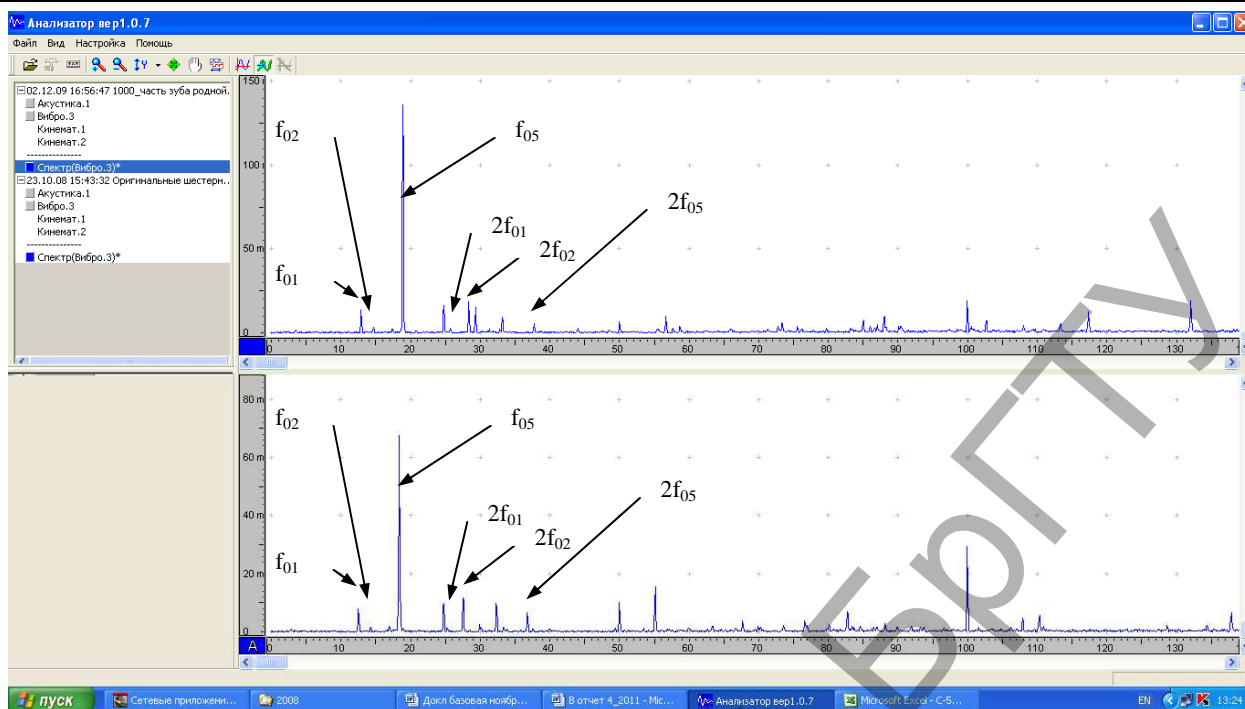 Анализатор вер1.0.7
Файл Вид Настройка Помощь
02.12.09 16:56:47 1000_часть зуба родной.
Акустика.1
Вибро.3
Кинемат.1
Кинемат.2
---------------
Спектр(Вибро.3)*
23.10.08 15:43:32 Оригинальные шестерн..
Акустика.1
Вибро.3
Кинемат.1
Кинемат.2
---------------
Спектр(Вибро.3)*
150
100
50 m
0
f02
f05
2f05
2f01
2f02
f01
0 10 20 30 40 50 60 70 80 90 100 110 120 130
80 m
60 m
40 m
20 m
0
f02
f05
2f05
2f01
2f02
f01
A 0 10 20 30 40 50 60 70 80 90 100 110 120 130
БрГТУ
пуск Сетевые приложени... 2008 Докл базовая ноябр... В отчет 4_2011 - Mic... Анализатор вер1.0.7 Microsoft Excel - C-5... EN 13:24